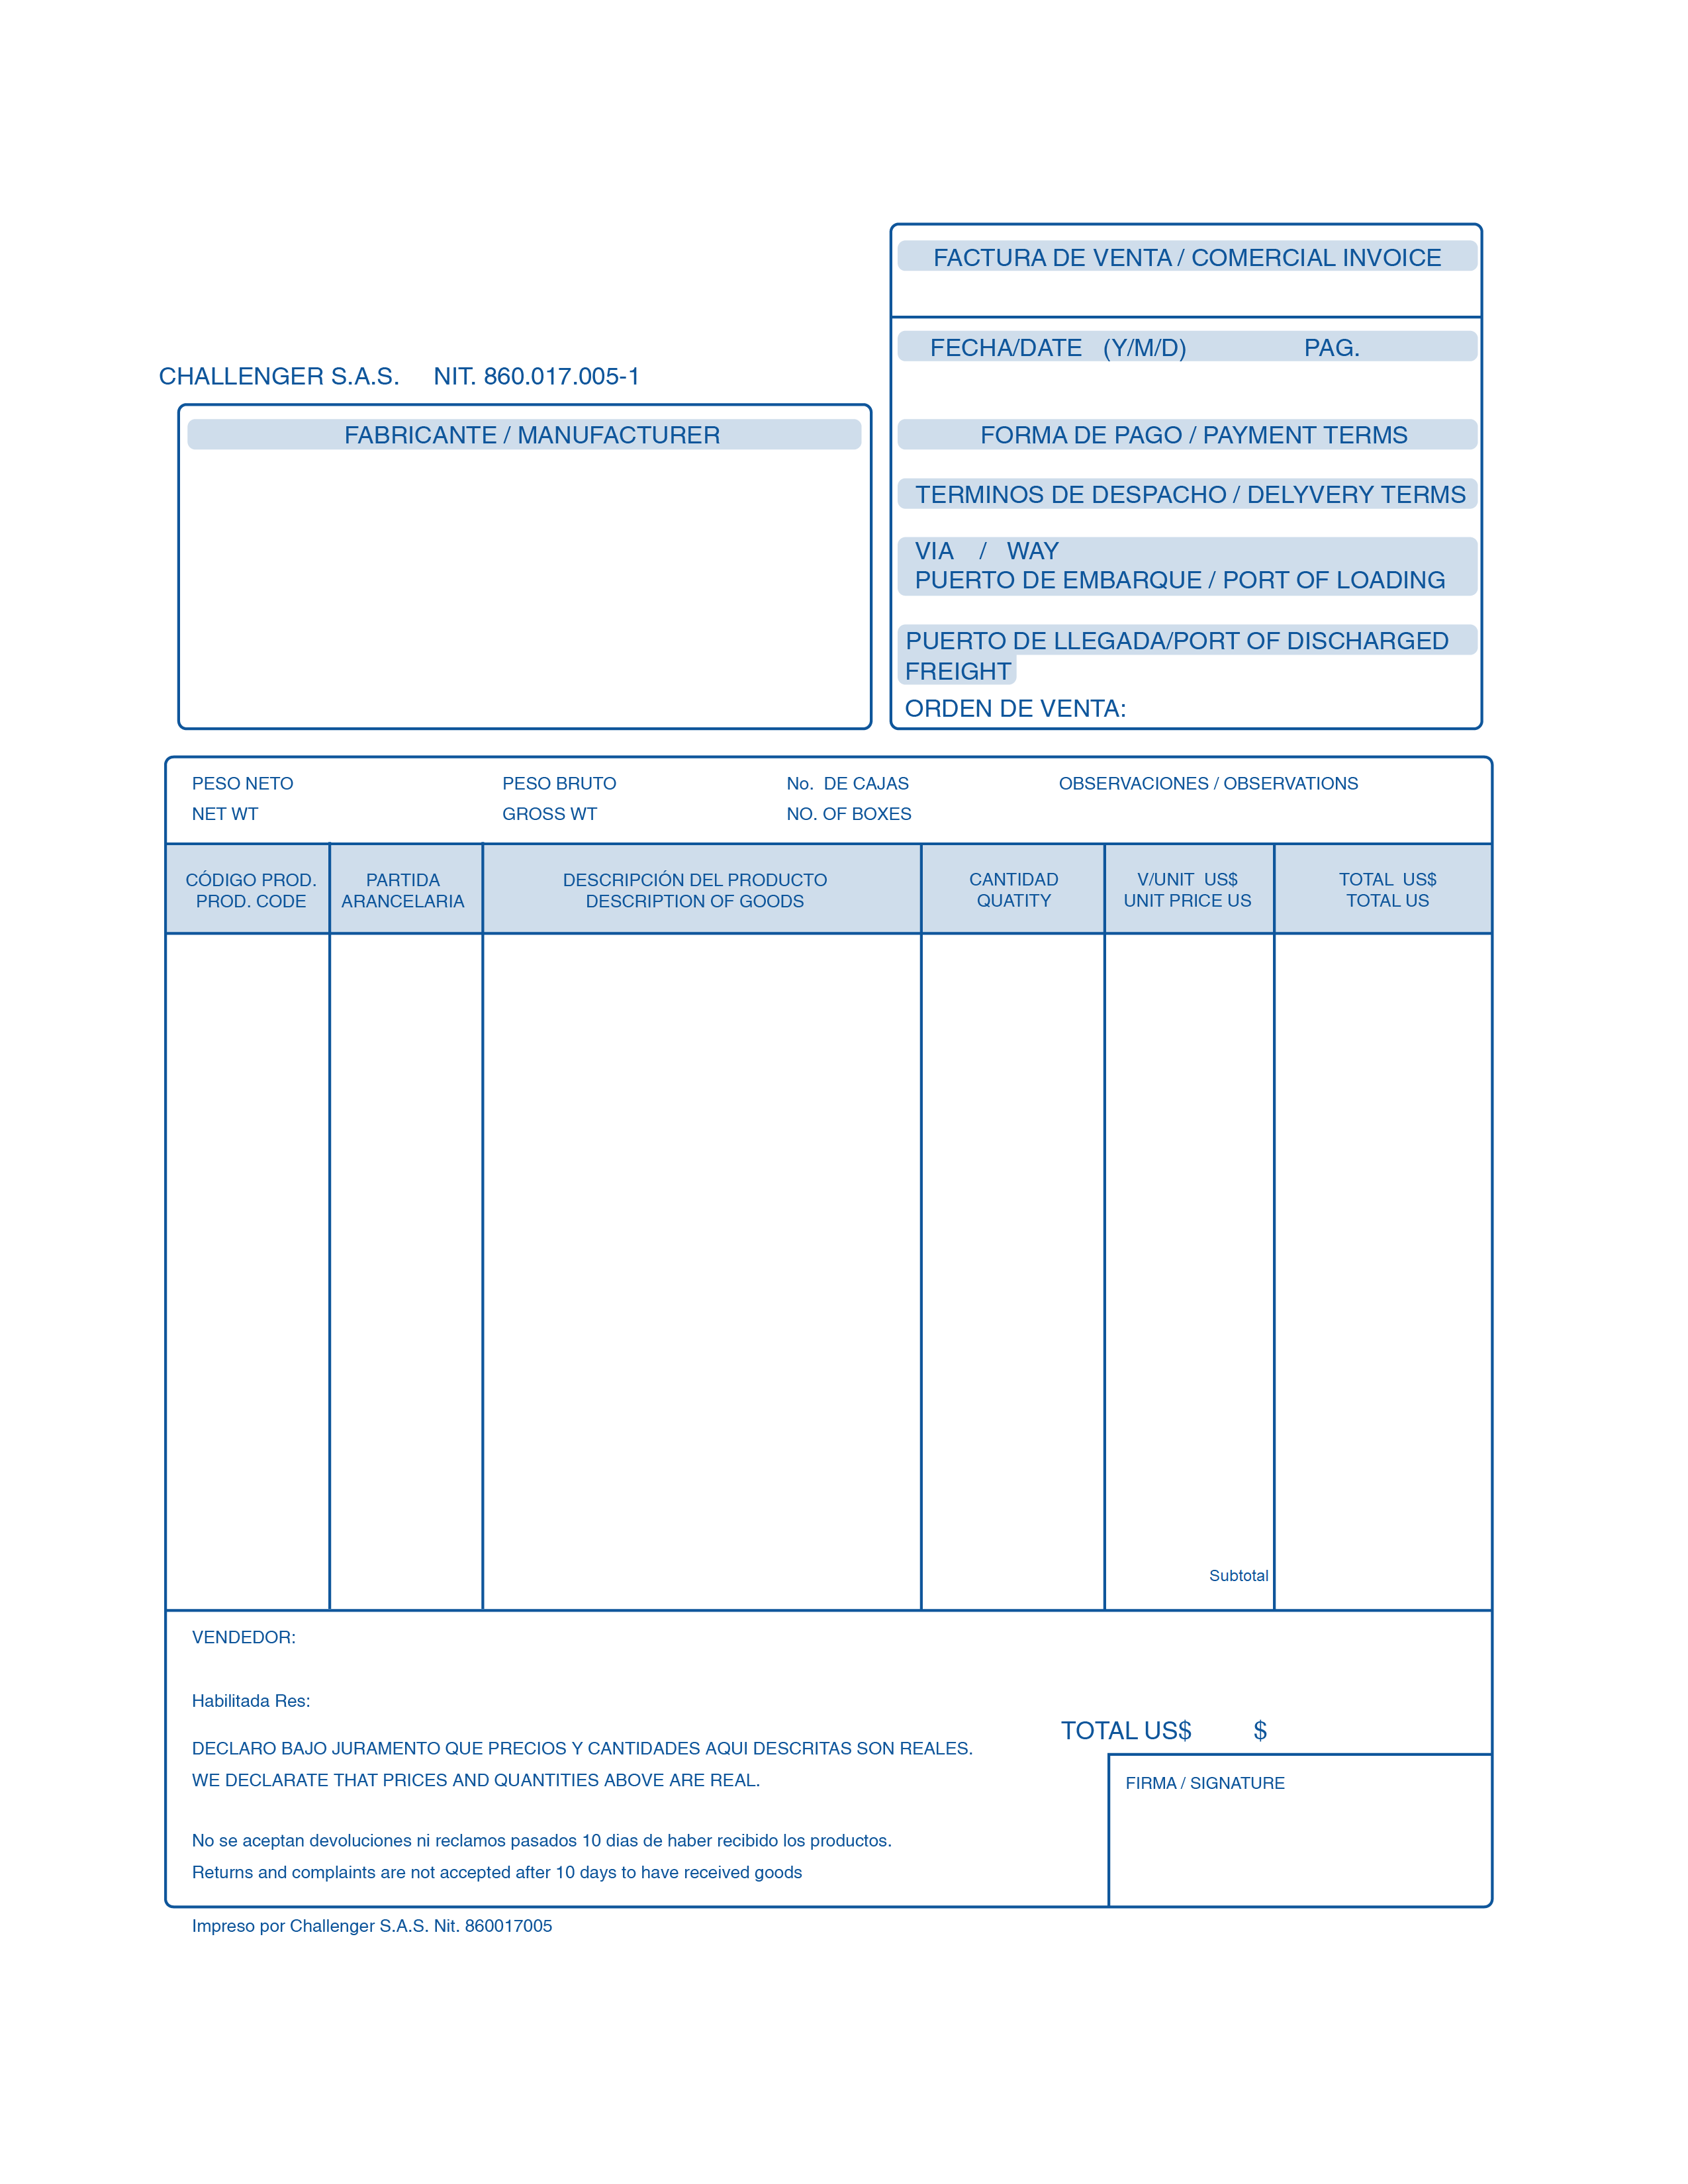 FACTURA DE VENTA / COMERCIAL INVOICE
FECHA/DATE (Y/M/D) PAG.
CHALLENGER S.A.S. NIT. 860.017.005-1
FABRICANTE / MANUFACTURER
FORMA DE PAGO / PAYMENT TERMS
TERMINOS DE DESPACHO / DELYVERY TERMS
VIA / WAY
PUERTO DE EMBARQUE / PORT OF LOADING
PUERTO DE LLEGADA/PORT OF DISCHARGED
FREIGHT
ORDEN DE VENTA:
PESO NETO PESO BRUTO No. DE CAJAS OBSERVACIONES / OBSERVATIONS
NET WT GROSS WT NO. OF BOXES
CÓDIGO PROD. PARTIDA DESCRIPCIÓN DEL PRODUCTO CANTIDAD V/UNIT US$ TOTAL US$
PROD. CODE ARANCELARIA DESCRIPTION OF GOODS QUATITY UNIT PRICE US TOTAL US
Subtotal
VENDEDOR:
Habilitada Res:
TOTAL US$ $
DECLARO BAJO JURAMENTO QUE PRECIOS Y CANTIDADES AQUI DESCRITAS SON REALES.
WE DECLARATE THAT PRICES AND QUANTITIES ABOVE ARE REAL.
FIRMA / SIGNATURE
No se aceptan devoluciones ni reclamos pasados 10 dias de haber recibido los productos.
Returns and complaints are not accepted after 10 days to have received goods
Impreso por Challenger S.A.S. Nit. 860017005